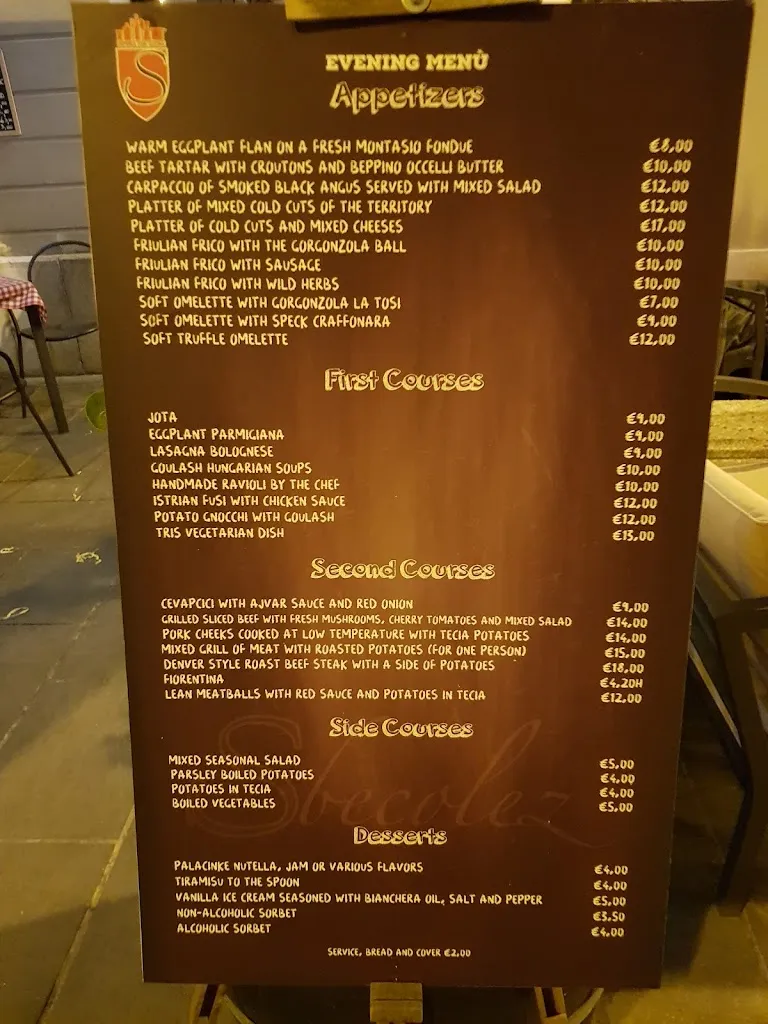 S
EVENING MENÙ
Appetizers
WARM EGGPLANT FLAN ON A FRESH MONTASIO FONDUE €8,00
BEEF TARTAR WITH CROUTONS AND BEPPINO OCCELLI BUTTER €10,00
CARPACCIO OF SMOKED BLACK ANGUS SERVED WITH MIXED SALAD €12,00
PLATTER OF MIXED COLD CUTS OF THE TERRITORY €12,00
PLATTER OF COLD CUTS AND MIXED CHEESES €17,00
FRIULIAN FRICO WITH THE GORGONZOLA BALL €10,00
FRIULIAN FRICO WITH SAUSAGE €10,00
FRIULIAN FRICO WITH WILD HERBS €10,00
SOFT OMELETTE WITH GORGONZOLA LA TOSI €7,00
SOFT OMELETTE WITH SPECK CRAFFONARA €9,00
SOFT TRUFFLE OMELETTE €12,00
First Courses
JOTA €9,00
EGGPLANT PARMIGIANA €9,00
LASAGNA BOLOGNESE €9,00
GOULASH HUNGARIAN SOUPS €10,00
HANDMADE RAVIOLI BY THE CHEF €10,00
ISTRIAN FUSI WITH CHICKEN SAUCE €12,00
POTATO GNOCCHI WITH GOULASH €12,00
TRIS VEGETARIAN DISH €15,00
Second Courses
CEVAPCICI WITH AJVAR SAUCE AND RED ONION €9,00
GRILLED SLICED BEEF WITH FRESH MUSHROOMS, CHERRY TOMATOES AND MIXED SALAD €14,00
PORK CHEEKS COOKED AT LOW TEMPERATURE WITH TECIA POTATOES €14,00
MIXED GRILL OF MEAT WITH ROASTED POTATOES (FOR ONE PERSON) €15,00
DENVER STYLE ROAST BEEF STEAK WITH A SIDE OF POTATOES €18,00
FIORENTINA €4,20H
LEAN MEATBALLS WITH RED SAUCE AND POTATOES IN TECIA €12,00
Side Courses
MIXED SEASONAL SALAD €5,00
PARSLEY BOILED POTATOES €4,00
POTATOES IN TECIA €4,00
BOILED VEGETABLES €5,00
Sbecolez
Desserts
PALACINKE NUTELLA, JAM OR VARIOUS FLAVORS €4,00
TIRAMISU TO THE SPOON €4,00
VANILLA ICE CREAM SEASONED WITH BIANCHERA OIL, SALT AND PEPPER €5,00
NON-ALCOHOLIC SORBET €3,50
ALCOHOLIC SORBET €4,00
SERVICE, BREAD AND COVER €2,00